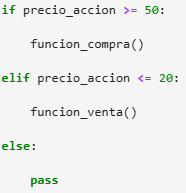 if precio_accion >= 50:
    funcion_compra()
elif precio_accion <= 20:
    funcion_venta()
else:
    pass